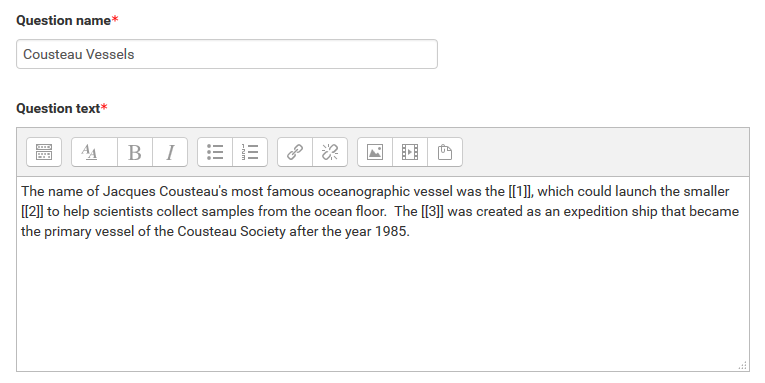 Question name*
Cousteau Vessels
Question text*
AA B I
The name of Jacques Cousteau's most famous oceanographic vessel was the [[1]], which could launch the smaller
[[2]] to help scientists collect samples from the ocean floor.  The [[3]] was created as an expedition ship that became
the primary vessel of the Cousteau Society after the year 1985.